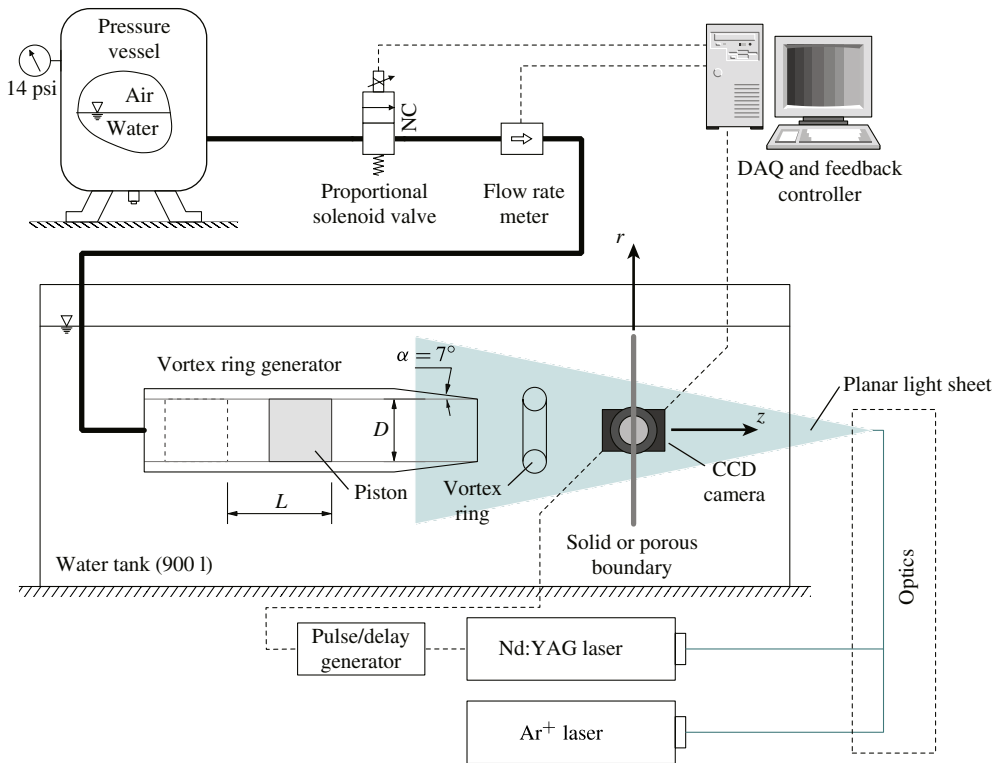 Pressure
vessel
14 psi
Air
Water
NC
Proportional
solenoid valve
Flow rate
meter
DAQ and feedback
controller
r
Vortex ring generator
α = 7°
Planar light sheet
D
z
Piston
Vortex
ring
CCD
camera
L
Solid or porous
boundary
Water tank (900 l)
Optics
Pulse/delay
generator
Nd:YAG laser
Ar+ laser